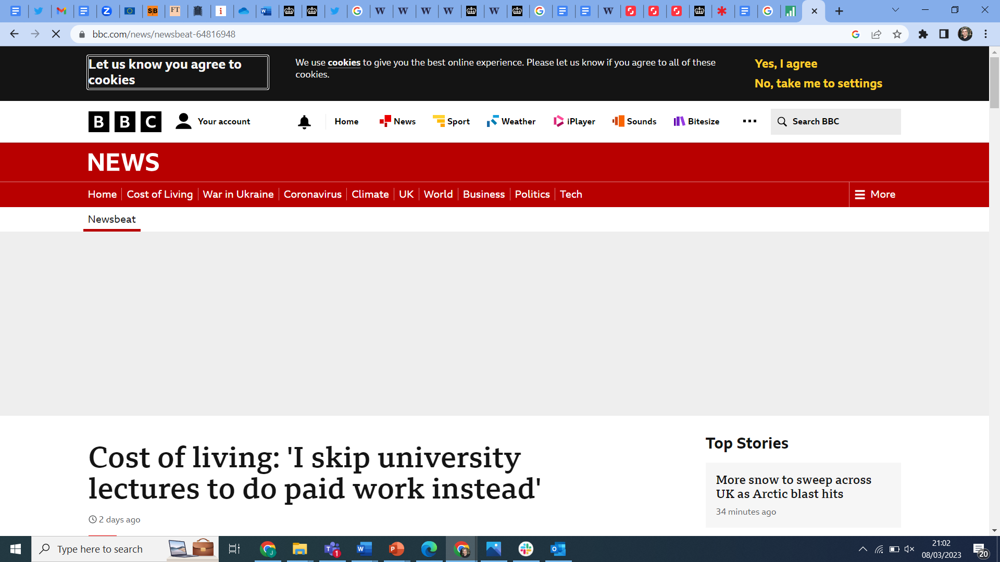 SB
FT
i
W
W
W
W
W
W
bbc.com/news/newsbeat-64816948
Let us know you agree to
cookies
We use cookies to give you the best online experience. Please let us know if you agree to all of these
cookies.
Yes, I agree
No, take me to settings
BBC
Your account
Home
News
Sport
Weather
iPlayer
Sounds
Bitesize
Search BBC
NEWS
Home
Cost of Living
War in Ukraine
Coronavirus
Climate
UK
World
Business
Politics
Tech
More
Newsbeat
Cost of living: 'I skip university
lectures to do paid work instead'
2 days ago
Top Stories
More snow to sweep across
UK as Arctic blast hits
34 minutes ago
Type here to search
21:02
08/03/2023
20